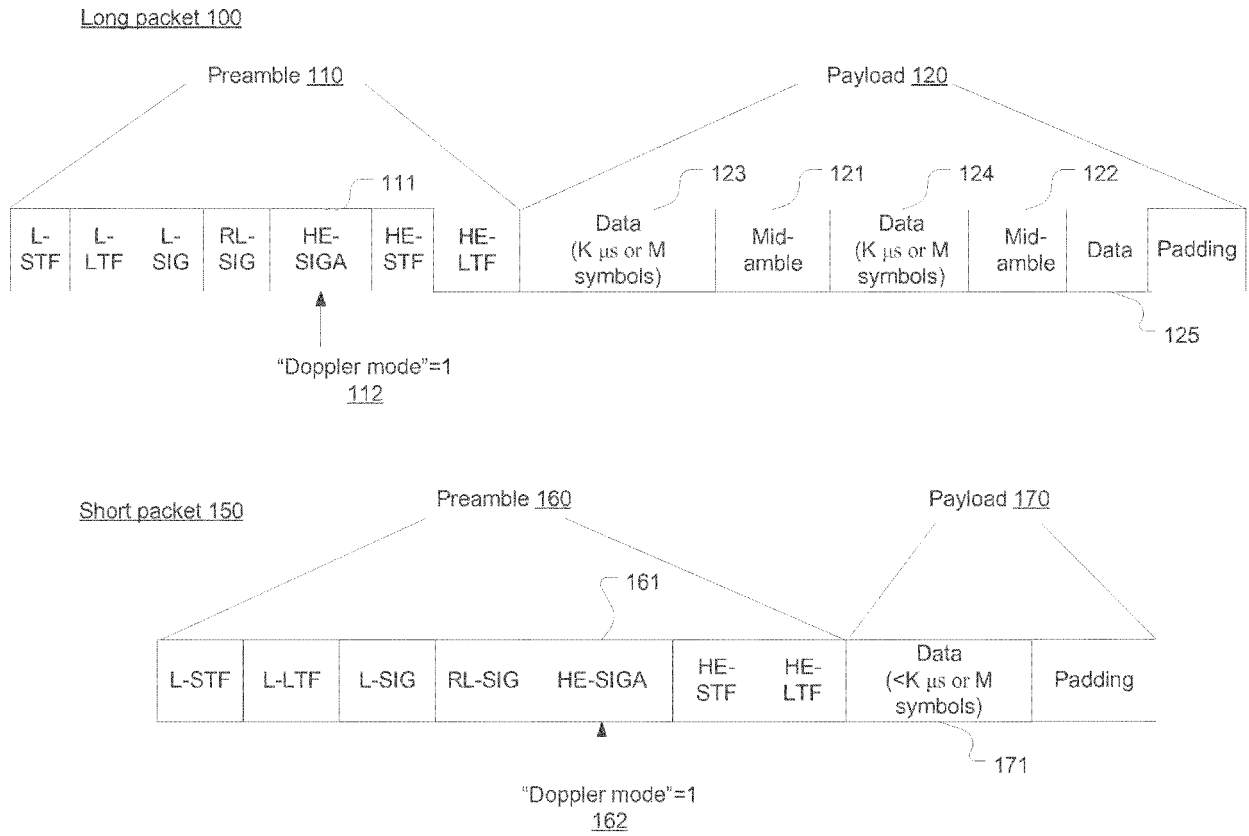 Long packet 100
Preamble 110
Payload 120
111
123
121
124
122
L-
STF
L-
LTF
L-
SIG
RL-
SIG
HE-
SIGA
HE-
STF
HE-
LTF
Data
(K μs or M
symbols)
Mid-
amble
Data
(K μs or M
symbols)
Mid-
amble
Data
Padding
125
“Doppler mode”=1
112
Short packet 150
Preamble 160
Payload 170
161
L-STF
L-LTF
L-SIG
RL-SIG
HE-SIGA
HE-
STF
HE-
LTF
Data
(<K μs or M
symbols)
Padding
171
“Doppler mode”=1
162